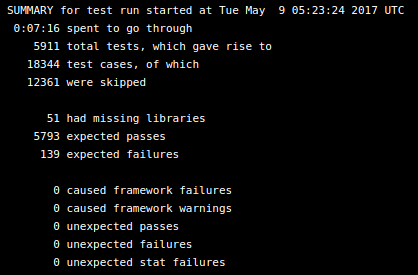 SUMMARY for test run started at Tue May  9 05:23:24 2017 UTC
0:07:16 spent to go through
5911 total tests, which gave rise to
18344 test cases, of which
12361 were skipped
51 had missing libraries
5793 expected passes
139 expected failures
0 caused framework failures
0 caused framework warnings
0 unexpected passes
0 unexpected failures
0 unexpected stat failures